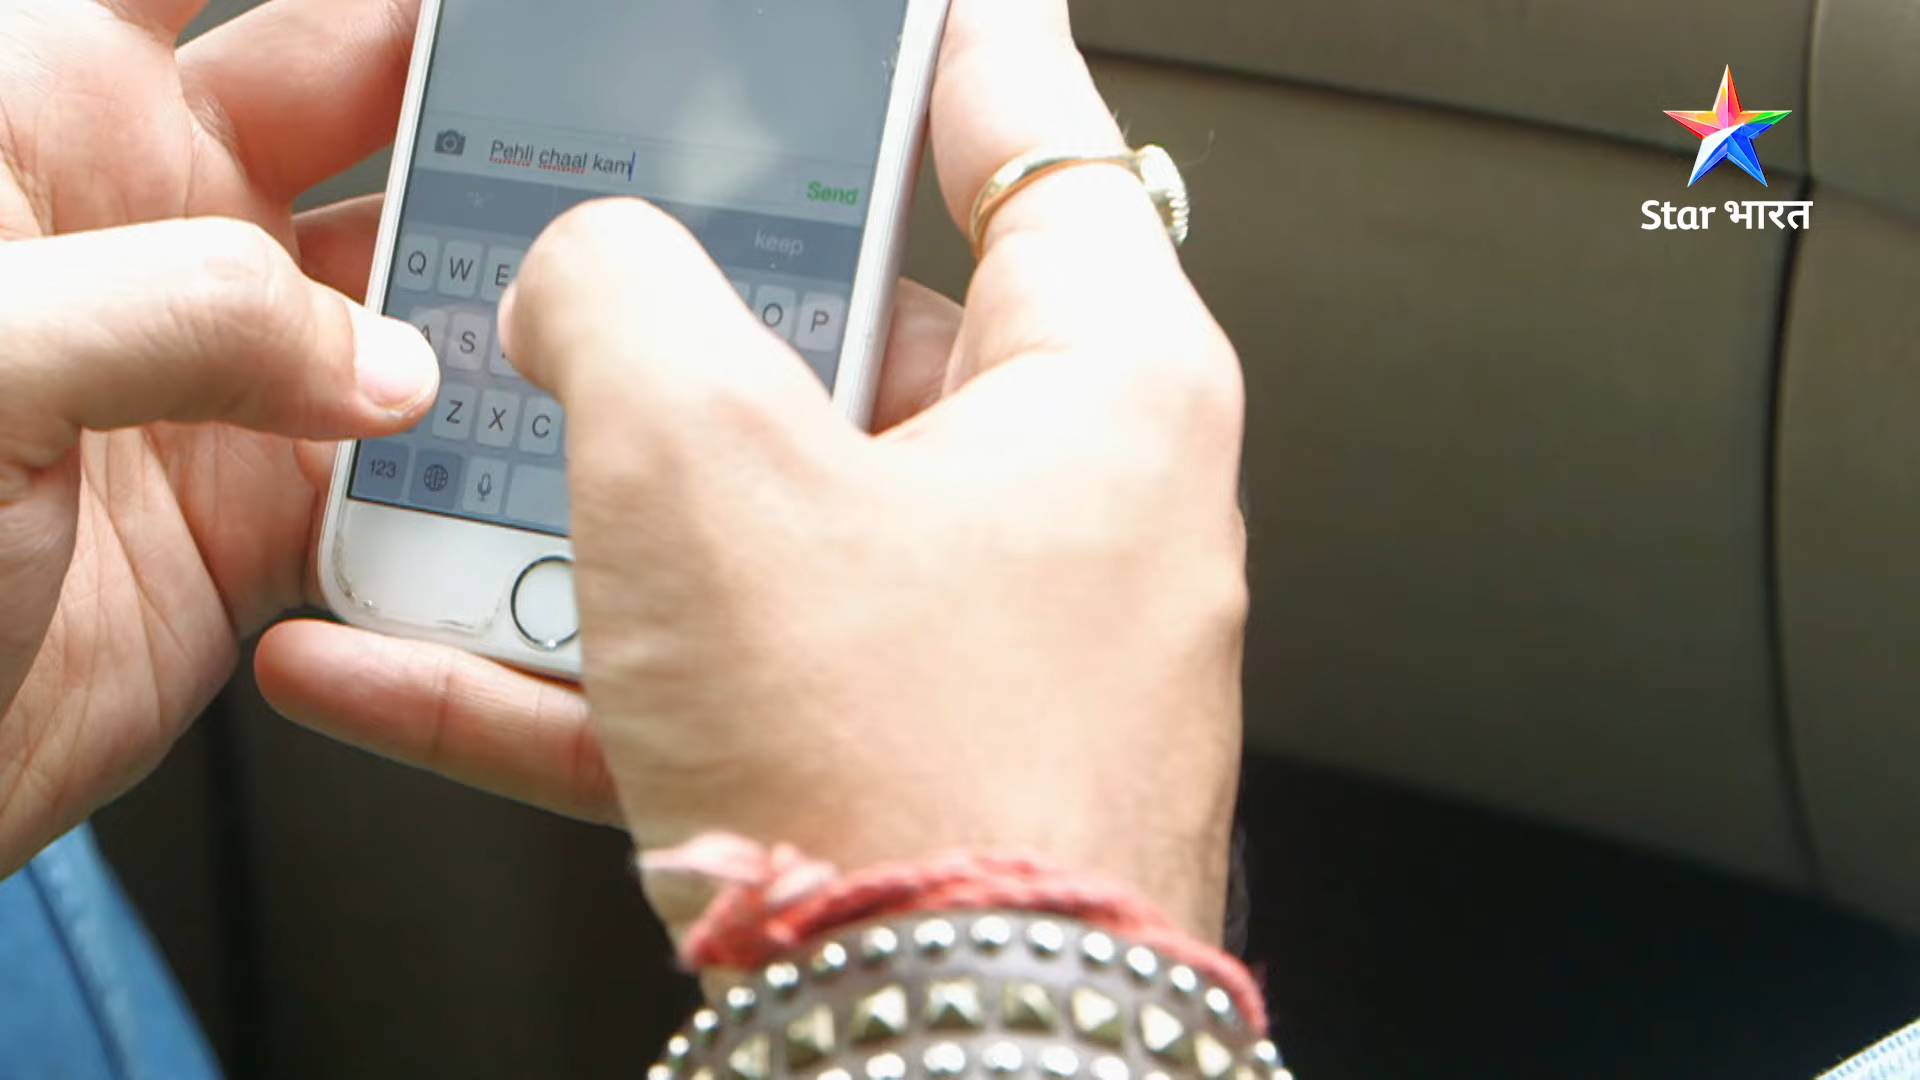 Pehli chaal kam
Send
keep
Q W E O P
A S
Z X C
123
Star भारत